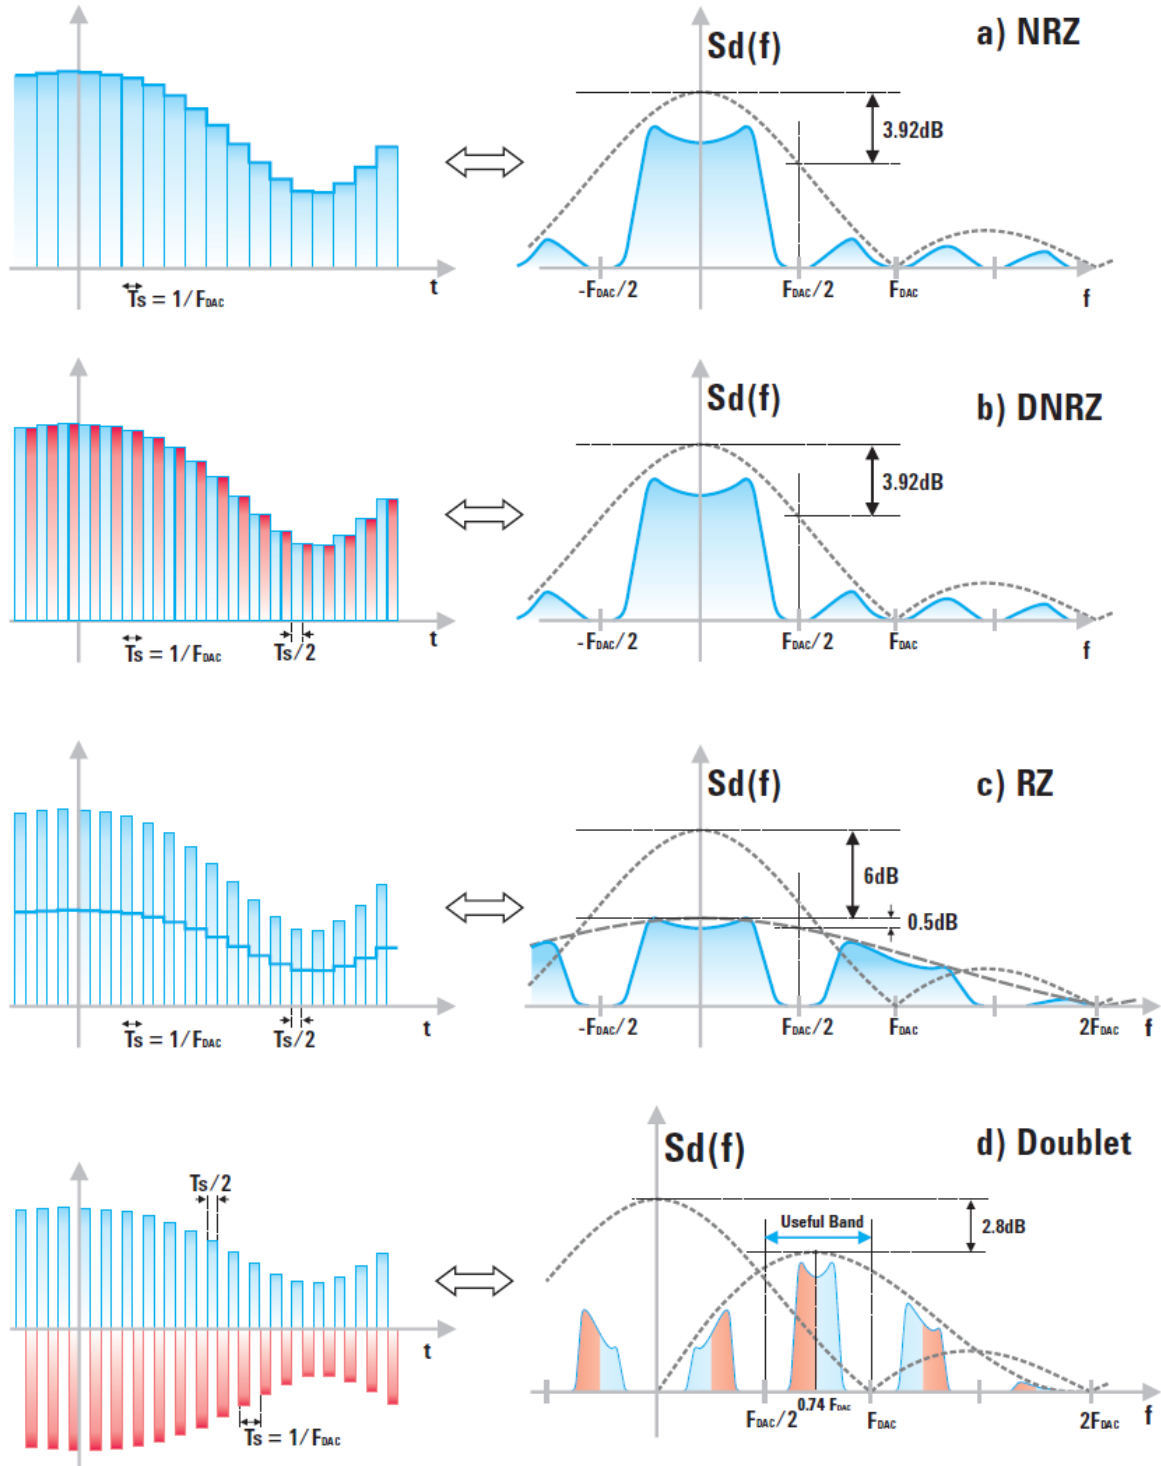 a) NRZ
Sd(f)
3.92dB
t
Ts = 1/FDAC
-FDAC/2
FDAC/2
FDAC
f
b) DNRZ
Sd(f)
3.92dB
t
Ts = 1/FDAC
Ts/2
-FDAC/2
FDAC/2
FDAC
f
c) RZ
Sd(f)
6dB
0.5dB
t
Ts = 1/FDAC
Ts/2
-FDAC/2
FDAC/2
FDAC
2FDAC
f
d) Doublet
Sd(f)
Ts/2
Useful Band
2.8dB
t
Ts = 1/FDAC
FDAC/2
0.74 FDAC
FDAC
2FDAC
f